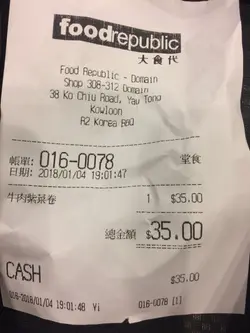 foodrepublic
大食代
Food Republic - Domain
Shop 308-312 Domain
38 Ko Chiu Road, Yau Tong
Kowloon
R2 Korea BBQ
帳單: 016-0078 堂食
日期: 2018/01/04 19:01:47
牛肉紫菜卷 1 $35.00
總金額 $35.00
CASH $35.00
016-2018/01/04 19:01:48 Yi 016-0078 [1]